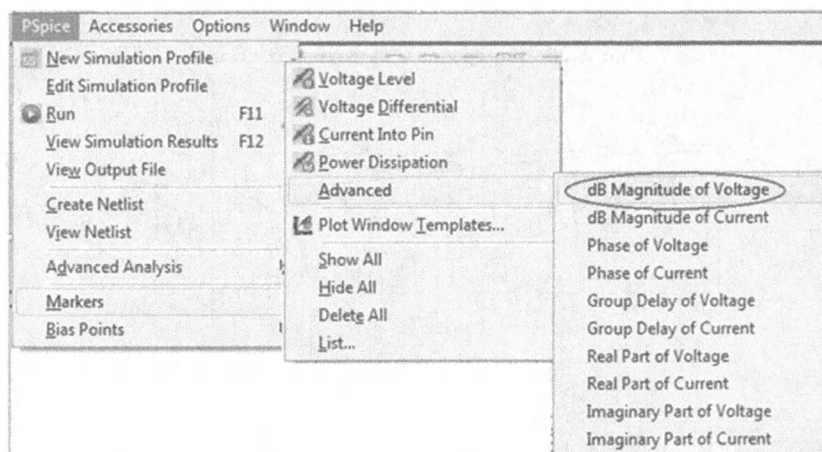 PSpice Accessories Options Window Help
New Simulation Profile
Edit Simulation Profile
Run F11
View Simulation Results F12
View Output File
Create Netlist
View Netlist
Advanced Analysis
Markers
Bias Points
Voltage Level
Voltage Differential
Current Into Pin
Power Dissipation
Advanced
Plot Window Templates...
Show All
Hide All
Delete All
List...
dB Magnitude of Voltage
dB Magnitude of Current
Phase of Voltage
Phase of Current
Group Delay of Voltage
Group Delay of Current
Real Part of Voltage
Real Part of Current
Imaginary Part of Voltage
Imaginary Part of Current